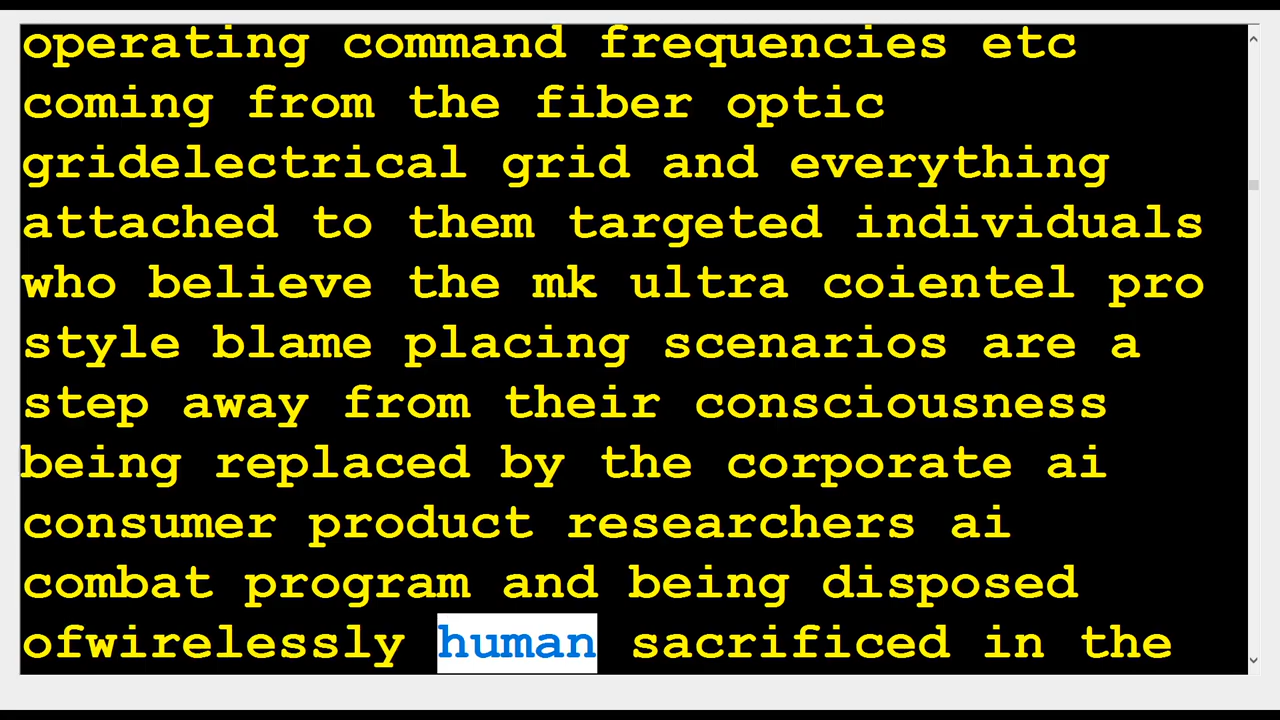 operating command frequencies etc
coming from the fiber optic
gridelectrical grid and everything
attached to them targeted individuals
who believe the mk ultra coientel pro
style blame placing scenarios are a
step away from their consciousness
being replaced by the corporate ai
consumer product researchers ai
combat program and being disposed
ofwirelessly human sacrificed in the